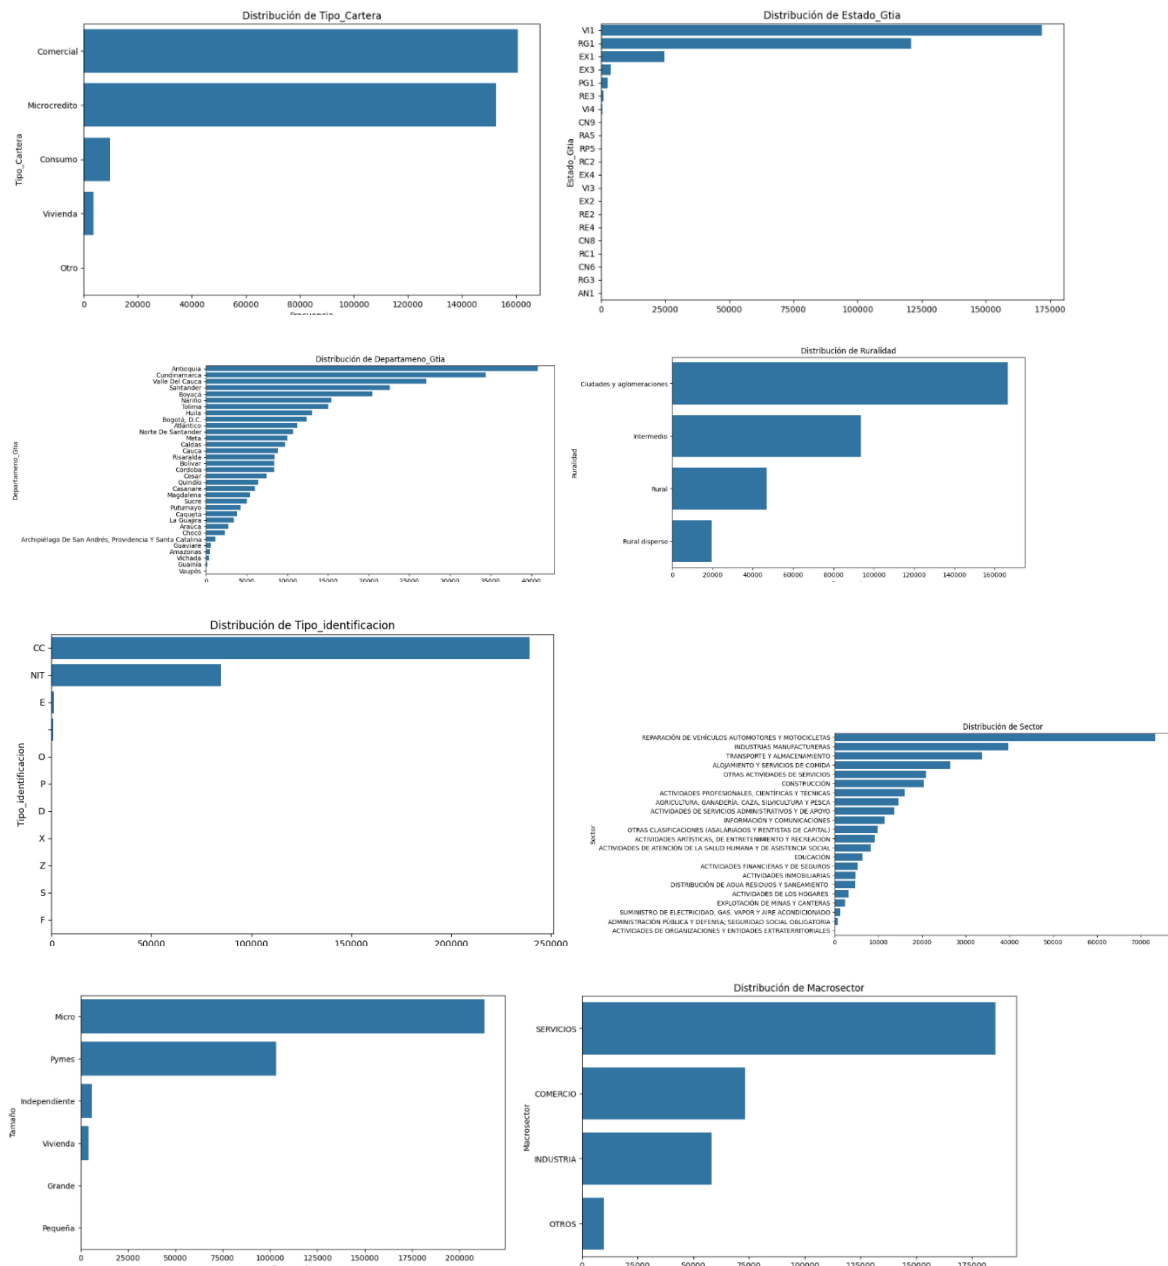 Distribución de Tipo_Cartera
Tipo_Cartera
Comercial
Microcredito
Consumo
Vivienda
Otro
0 20000 40000 60000 80000 100000 120000 140000 160000
Frecuencia
Distribución de Estado_Gtia
Estado_Gtia
VI1
RG1
EX1
EX3
PG1
RE3
VI4
CN9
RA5
RP5
RC2
EX4
VI3
EX2
RE2
RE4
CN8
RC1
CN6
RG3
AN1
0 25000 50000 75000 100000 125000 150000 175000
Distribución de Departameno_Gtia
Departameno_Gtia
Antioquia
Cundinamarca
Valle Del Cauca
Santander
Boyacá
Nariño
Tolima
Huila
Bogotá, D.C.
Atlántico
Norte De Santander
Meta
Caldas
Cauca
Risaralda
Bolívar
Córdoba
Cesar
Quindío
Casanare
Magdalena
Sucre
Putumayo
Caquetá
La Guajira
Arauca
Chocó
Archipiélago De San Andrés, Providencia Y Santa Catalina
Guaviare
Amazonas
Vichada
Guainía
Vaupés
0 5000 10000 15000 20000 25000 30000 35000 40000
Distribución de Ruralidad
Ruralidad
Ciudades y aglomeraciones
Intermedio
Rural
Rural disperso
0 20000 40000 60000 80000 100000 120000 140000 160000
Distribución de Tipo_identificacion
Tipo_identificacion
CC
NIT
E
O
P
D
X
Z
S
F
0 50000 100000 150000 200000 250000
Distribución de Sector
Sector
REPARACIÓN DE VEHÍCULOS AUTOMOTORES Y MOTOCICLETAS
INDUSTRIAS MANUFACTURERAS
TRANSPORTE Y ALMACENAMIENTO
ALOJAMIENTO Y SERVICIOS DE COMIDA
OTRAS ACTIVIDADES DE SERVICIOS
CONSTRUCCIÓN
ACTIVIDADES PROFESIONALES, CIENTÍFICAS Y TÉCNICAS
AGRICULTURA, GANADERÍA, CAZA, SILVICULTURA Y PESCA
ACTIVIDADES DE SERVICIOS ADMINISTRATIVOS Y DE APOYO
INFORMACIÓN Y COMUNICACIONES
OTRAS CLASIFICACIONES (ASALARIADOS Y RENTISTAS DE CAPITAL)
ACTIVIDADES ARTÍSTICAS, DE ENTRETENIMIENTO Y RECREACIÓN
ACTIVIDADES DE ATENCIÓN DE LA SALUD HUMANA Y DE ASISTENCIA SOCIAL
EDUCACIÓN
ACTIVIDADES FINANCIERAS Y DE SEGUROS
ACTIVIDADES INMOBILIARIAS
DISTRIBUCIÓN DE AGUA RESIDUOS Y SANEAMIENTO
ACTIVIDADES DE LOS HOGARES
EXPLOTACIÓN DE MINAS Y CANTERAS
SUMINISTRO DE ELECTRICIDAD, GAS, VAPOR Y AIRE ACONDICIONADO
ADMINISTRACIÓN PÚBLICA Y DEFENSA; SEGURIDAD SOCIAL OBLIGATORIA
ACTIVIDADES DE ORGANIZACIONES Y ENTIDADES EXTRATERRITORIALES
0 10000 20000 30000 40000 50000 60000 70000
Tamaño
Micro
Pymes
Independiente
Vivienda
Grande
Pequeña
0 25000 50000 75000 100000 125000 150000 175000 200000
Distribución de Macrosector
Macrosector
SERVICIOS
COMERCIO
INDUSTRIA
OTROS
0 25000 50000 75000 100000 125000 150000 175000